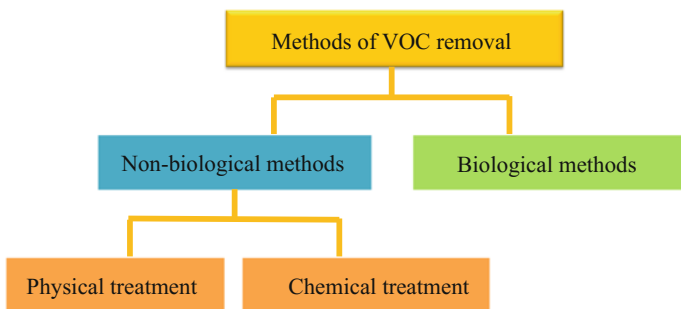 Methods of VOC removal
Non-biological methods
Biological methods
Physical treatment
Chemical treatment